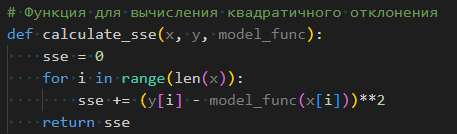 # Функция для вычисления квадратичного отклонения
def calculate_sse(x, y, model_func):
    sse = 0
    for i in range(len(x)):
        sse += (y[i] - model_func(x[i]))**2
    return sse